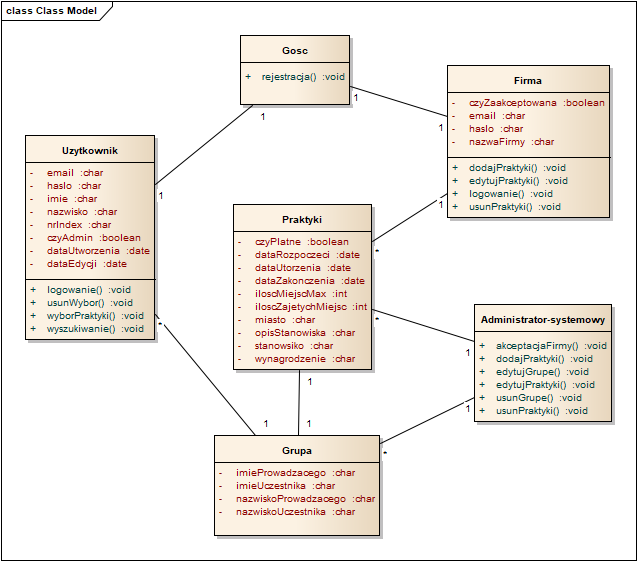 class Class Model
Gosc
+ rejestracja() :void
1
1
1
1
Firma
- czyZaakceptowana :boolean
- email :char
- haslo :char
- nazwaFirmy :char
+ dodajPraktyki() :void
+ edytujPraktyki() :void
+ logowanie() :void
+ usunPraktyki() :void
1
*
Uzytkownik
- email :char
- haslo :char
- imie :char
- nazwisko :char
- nrIndex :char
- czyAdmin :boolean
- dataUtworzenia :date
- dataEdycji :date
+ logowanie() :void
+ usunWybor() :void
+ wyborPraktyki() :void
+ wyszukiwanie() :void
*
1
Praktyki
- czyPlatne :boolean
- dataRozpoczeci :date
- dataUtorzenia :date
- dataZakonczenia :date
- iloscMiejscMax :int
- iloscZajetychMiejsc :int
- miasto :char
- opisStanowiska :char
- stanowsiko :char
- wynagrodzenie :char
*
1
1
1
Administrator-systemowy
+ akceptacjaFirmy() :void
+ dodajPraktyki() :void
+ edytujGrupe() :void
+ edytujPraktyki() :void
+ usunGrupe() :void
+ usunPraktyki() :void
1
*
Grupa
- imieProwadzacego :char
- imieUczestnika :char
- nazwiskoProwadzacego :char
- nazwiskoUczestnika :char